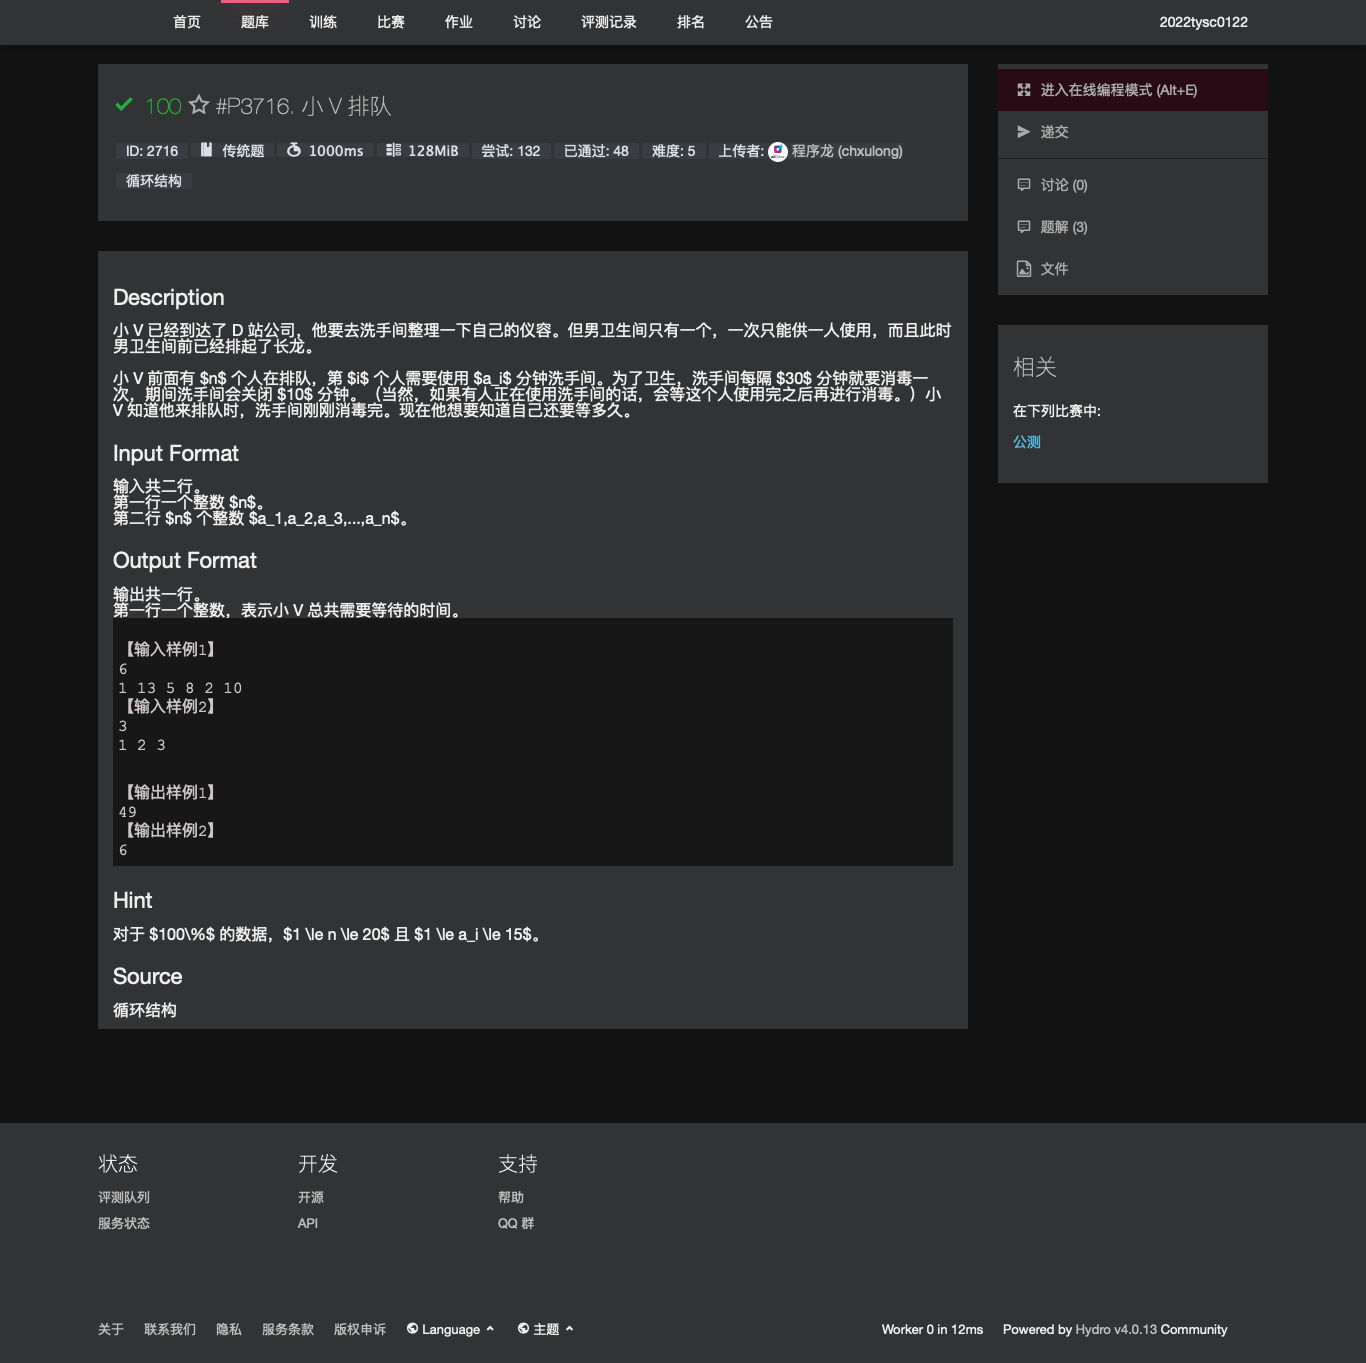 首页 题库 训练 比赛 作业 讨论 评测记录 排名 公告 2022tysc0122
100 #P3716. 小 V 排队
ID: 2716 传统题 1000ms 128MiB 尝试: 132 已通过: 48 难度: 5 上传者: 程序龙 (chxulong)
循环结构
Description
小 V 已经到达了 D 站公司，他要去洗手间整理一下自己的仪容。但男卫生间只有一个，一次只能供一人使用，而且此时
男卫生间前已经排起了长龙。
小 V 前面有 $n$ 个人在排队，第 $i$ 个人需要使用 $a_i$ 分钟洗手间。为了卫生，洗手间每隔 $30$ 分钟就要消毒一
次，期间洗手间会关闭 $10$ 分钟。（当然，如果有人正在使用洗手间的话，会等这个人使用完之后再进行消毒。）小
V 知道他来排队时，洗手间刚刚消毒完。现在他想要知道自己还要等多久。
Input Format
输入共二行。
第一行一个整数 $n$。
第二行 $n$ 个整数 $a_1,a_2,a_3,...,a_n$。
Output Format
输出共一行。
第一行一个整数，表示小 V 总共需要等待的时间。
【输入样例1】
6
1 13 5 8 2 10
【输入样例2】
3
1 2 3
【输出样例1】
49
【输出样例2】
6
Hint
对于 $100\%$ 的数据，$1 \le n \le 20$ 且 $1 \le a_i \le 15$。
Source
循环结构
进入在线编程模式 (Alt+E)
递交
讨论 (0)
题解 (3)
文件
相关
在下列比赛中:
公测
状态 开发 支持
评测队列 开源 帮助
服务状态 API QQ 群
关于 联系我们 隐私 服务条款 版权申诉 Language 主题 Worker 0 in 12ms Powered by Hydro v4.0.13 Community